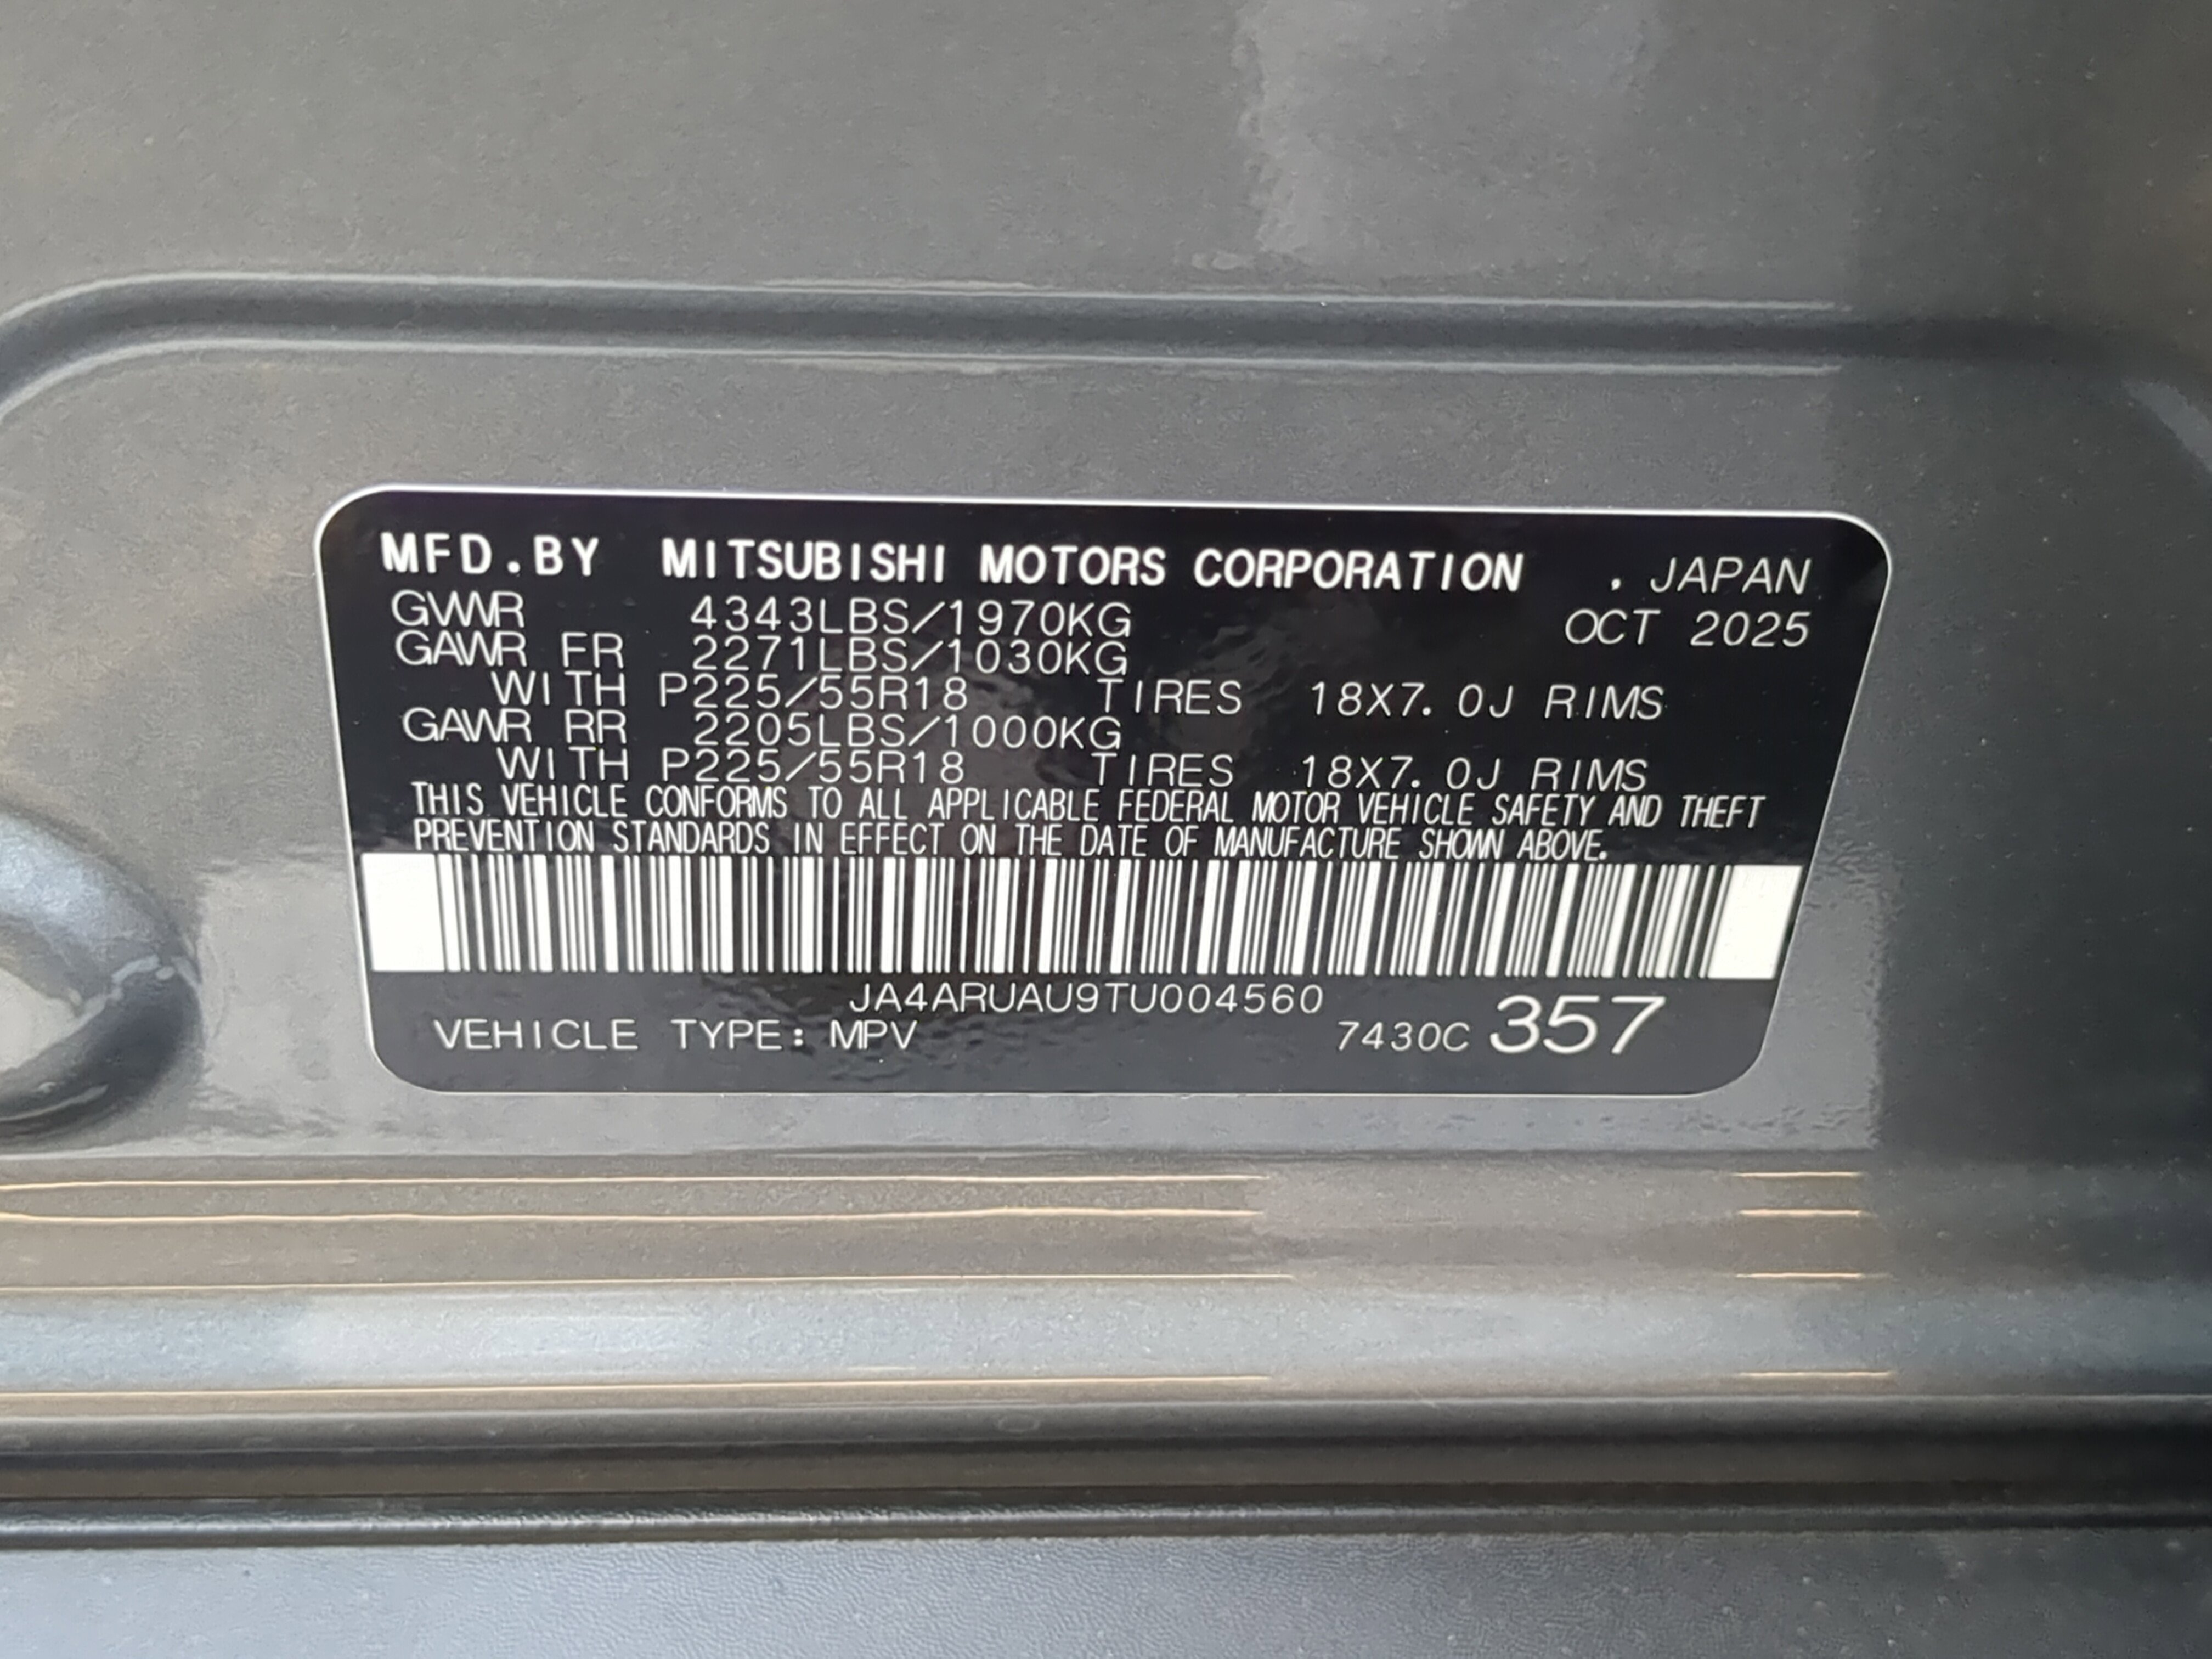 MFD.BY MITSUBISHI MOTORS CORPORATION , JAPAN
GVWR 4343LBS/1970KG OCT 2025
GAWR FR 2271LBS/1030KG
WITH P225/55R18 TIRES 18X7.0J RIMS
GAWR RR 2205LBS/1000KG
WITH P225/55R18 TIRES 18X7.0J RIMS
THIS VEHICLE CONFORMS TO ALL APPLICABLE FEDERAL MOTOR VEHICLE SAFETY AND THEFT
PREVENTION STANDARDS IN EFFECT ON THE DATE OF MANUFACTURE SHOWN ABOVE.
JA4ARUAU9TU004560
VEHICLE TYPE: MPV 7430C 357